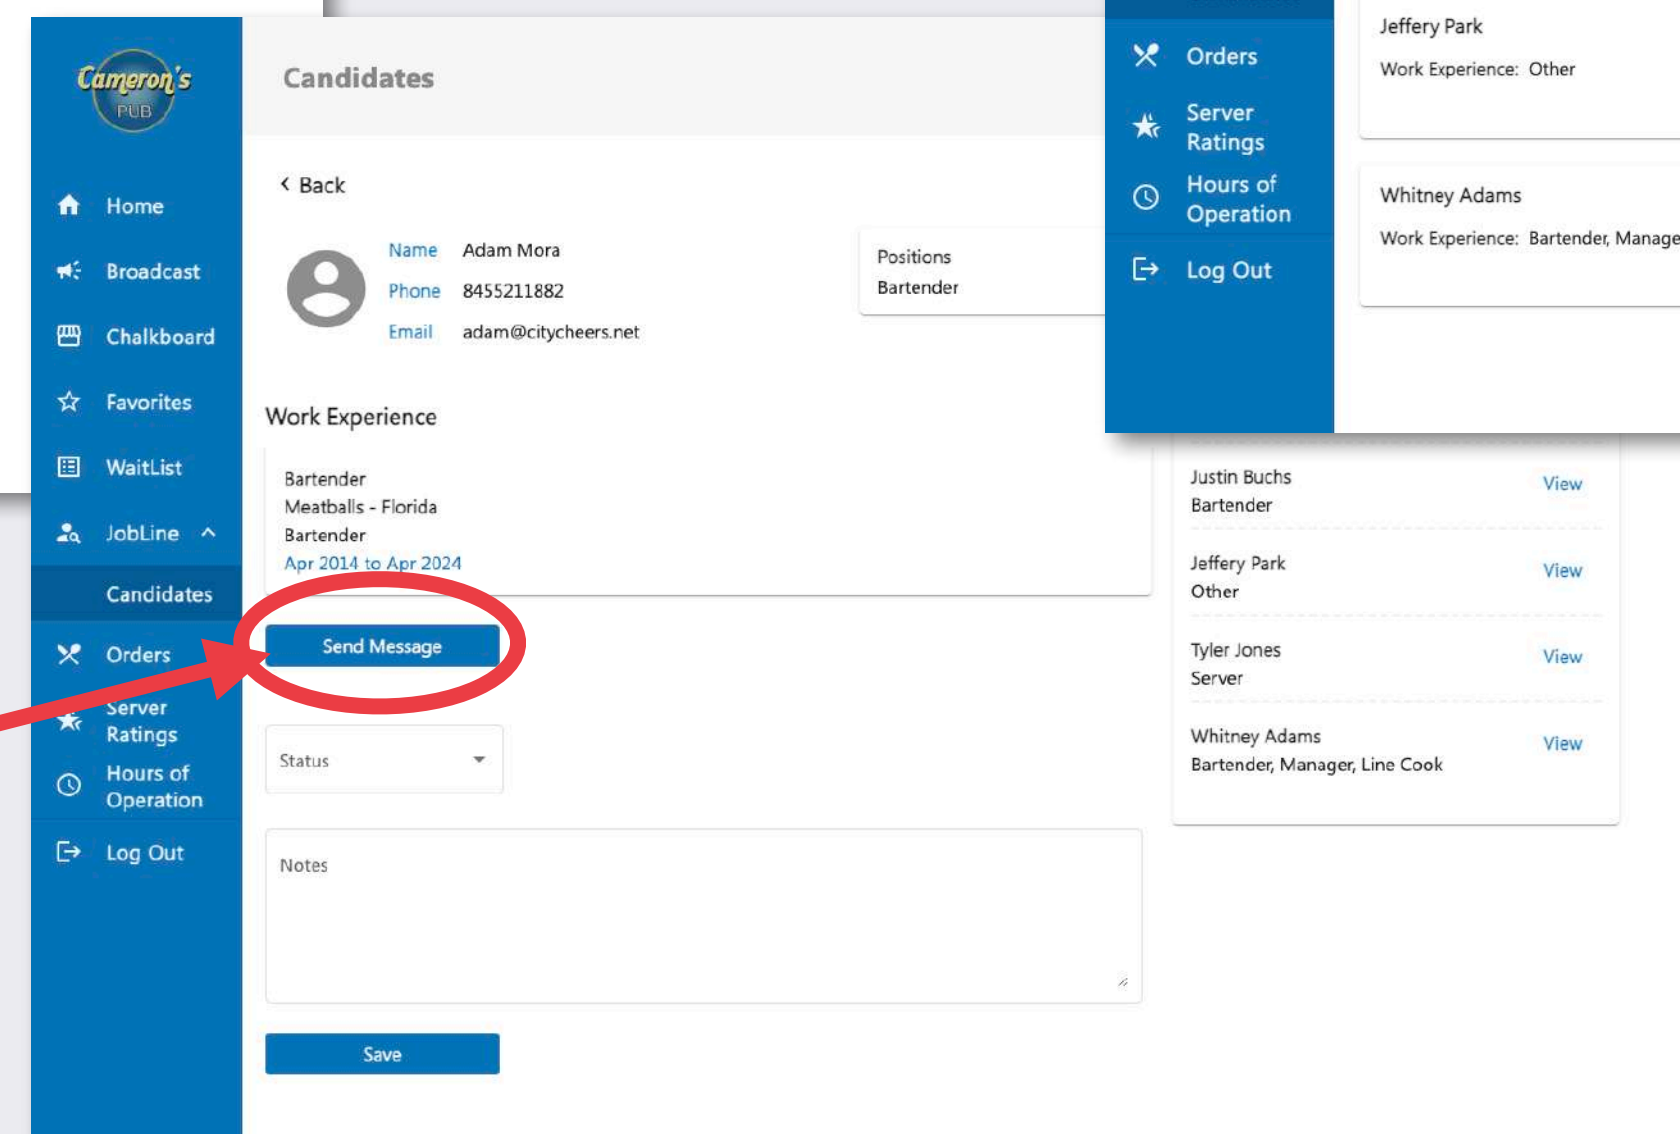 Cameron's
PUB
Home
Broadcast
Chalkboard
Favorites
WaitList
JobLine
Candidates
Orders
Server
Ratings
Hours of
Operation
Log Out
Candidates
Back
Name Adam Mora
Phone 8455211882
Email adam@citycheers.net
Positions
Bartender
Work Experience
Bartender
Meatballs - Florida
Bartender
Apr 2014 to Apr 2024
Send Message
Status
Notes
Save
Orders
Server
Ratings
Hours of
Operation
Log Out
Jeffery Park
Work Experience: Other
Whitney Adams
Work Experience: Bartender, Manage
Justin Buchs View
Bartender
Jeffery Park View
Other
Tyler Jones View
Server
Whitney Adams View
Bartender, Manager, Line Cook